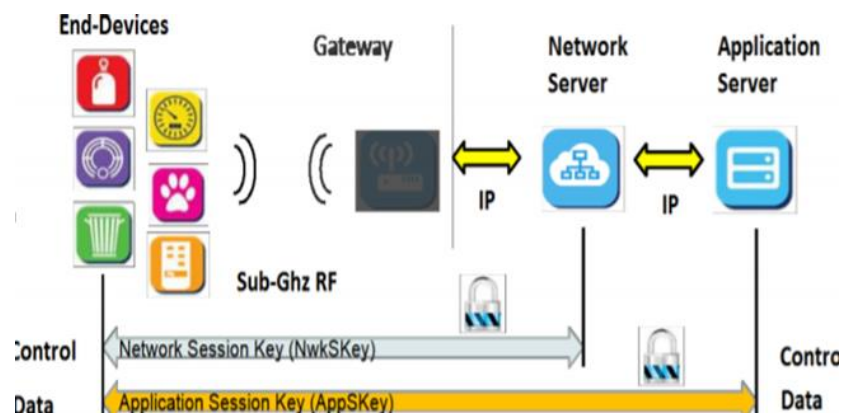 End-Devices
Gateway
Network
Server
Application
Server
IP
IP
Sub-Ghz RF
Control
Network Session Key (NwkSKey)
Contro
Data
Application Session Key (AppSKey)
Data